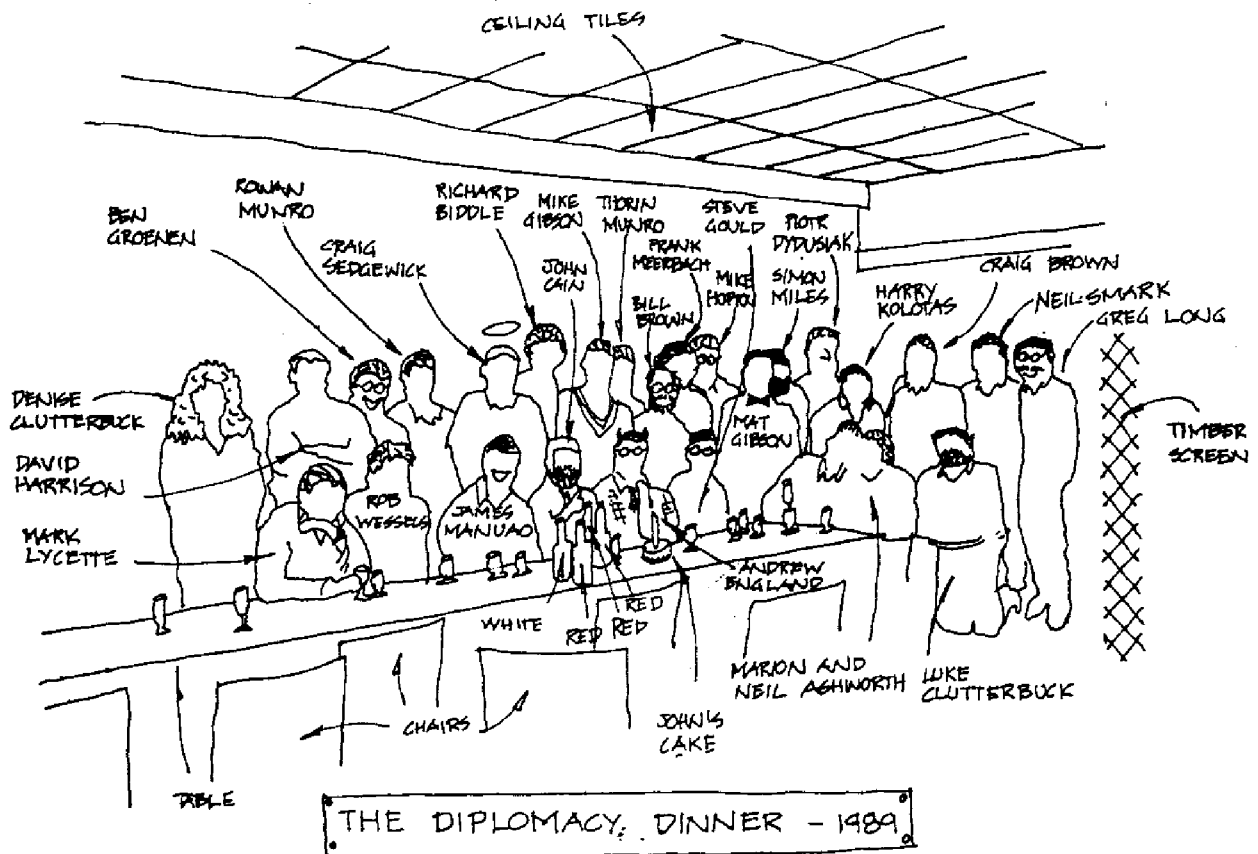 CEILING TILES
ROWAN
MUNRO
RICHARD
BIDDLE
MIKE
GIBSON
THORIN
MUNRO
STEVE
GOULD
PIOTR
DYDUSIAK
BEN
GROENEN
CRAIG
SEDGEWICK
JOHN
CAIN
FRANK
MEERBACH
BILL
BROWN
MIKE
HOPTON
SIMON
MILES
HARRY
KOLOTAS
CRAIG BROWN
NEIL SMARK
GREG LONG
DENISE
CLUTTERBUCK
DAVID
HARRISON
MARK
LYCETTE
ROB
WESSELS
JAMES
MANUAO
MAT
GIBSON
TIMBER
SCREEN
ANDREW
ENGLAND
WHITE
RED
RED
RED
MARION AND
NEIL ASHWORTH
LUKE
CLUTTERBUCK
CHAIRS
JOHN'S
CAKE
TABLE
THE DIPLOMACY DINNER - 1989